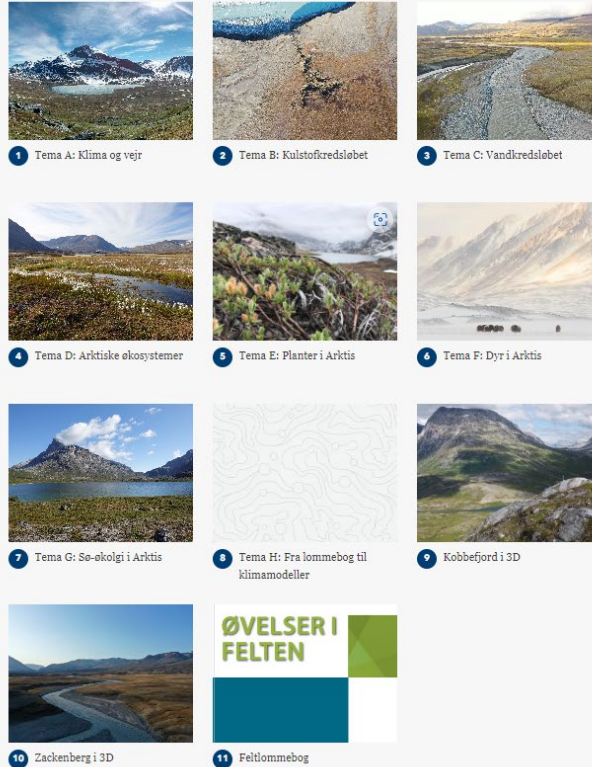 1 Tema A: Klima og vejr
2 Tema B: Kulstofkredsløbet
3 Tema C: Vandkredsløbet
4 Tema D: Arktiske økosystemer
5 Tema E: Planter i Arktis
6 Tema F: Dyr i Arktis
7 Tema G: Sø-økolgi i Arktis
8 Tema H: Fra lommebog til
klimamodeller
9 Kobbefjord i 3D
10 Zackenberg i 3D
ØVELSER I
FELTEN
11 Feltlommebog